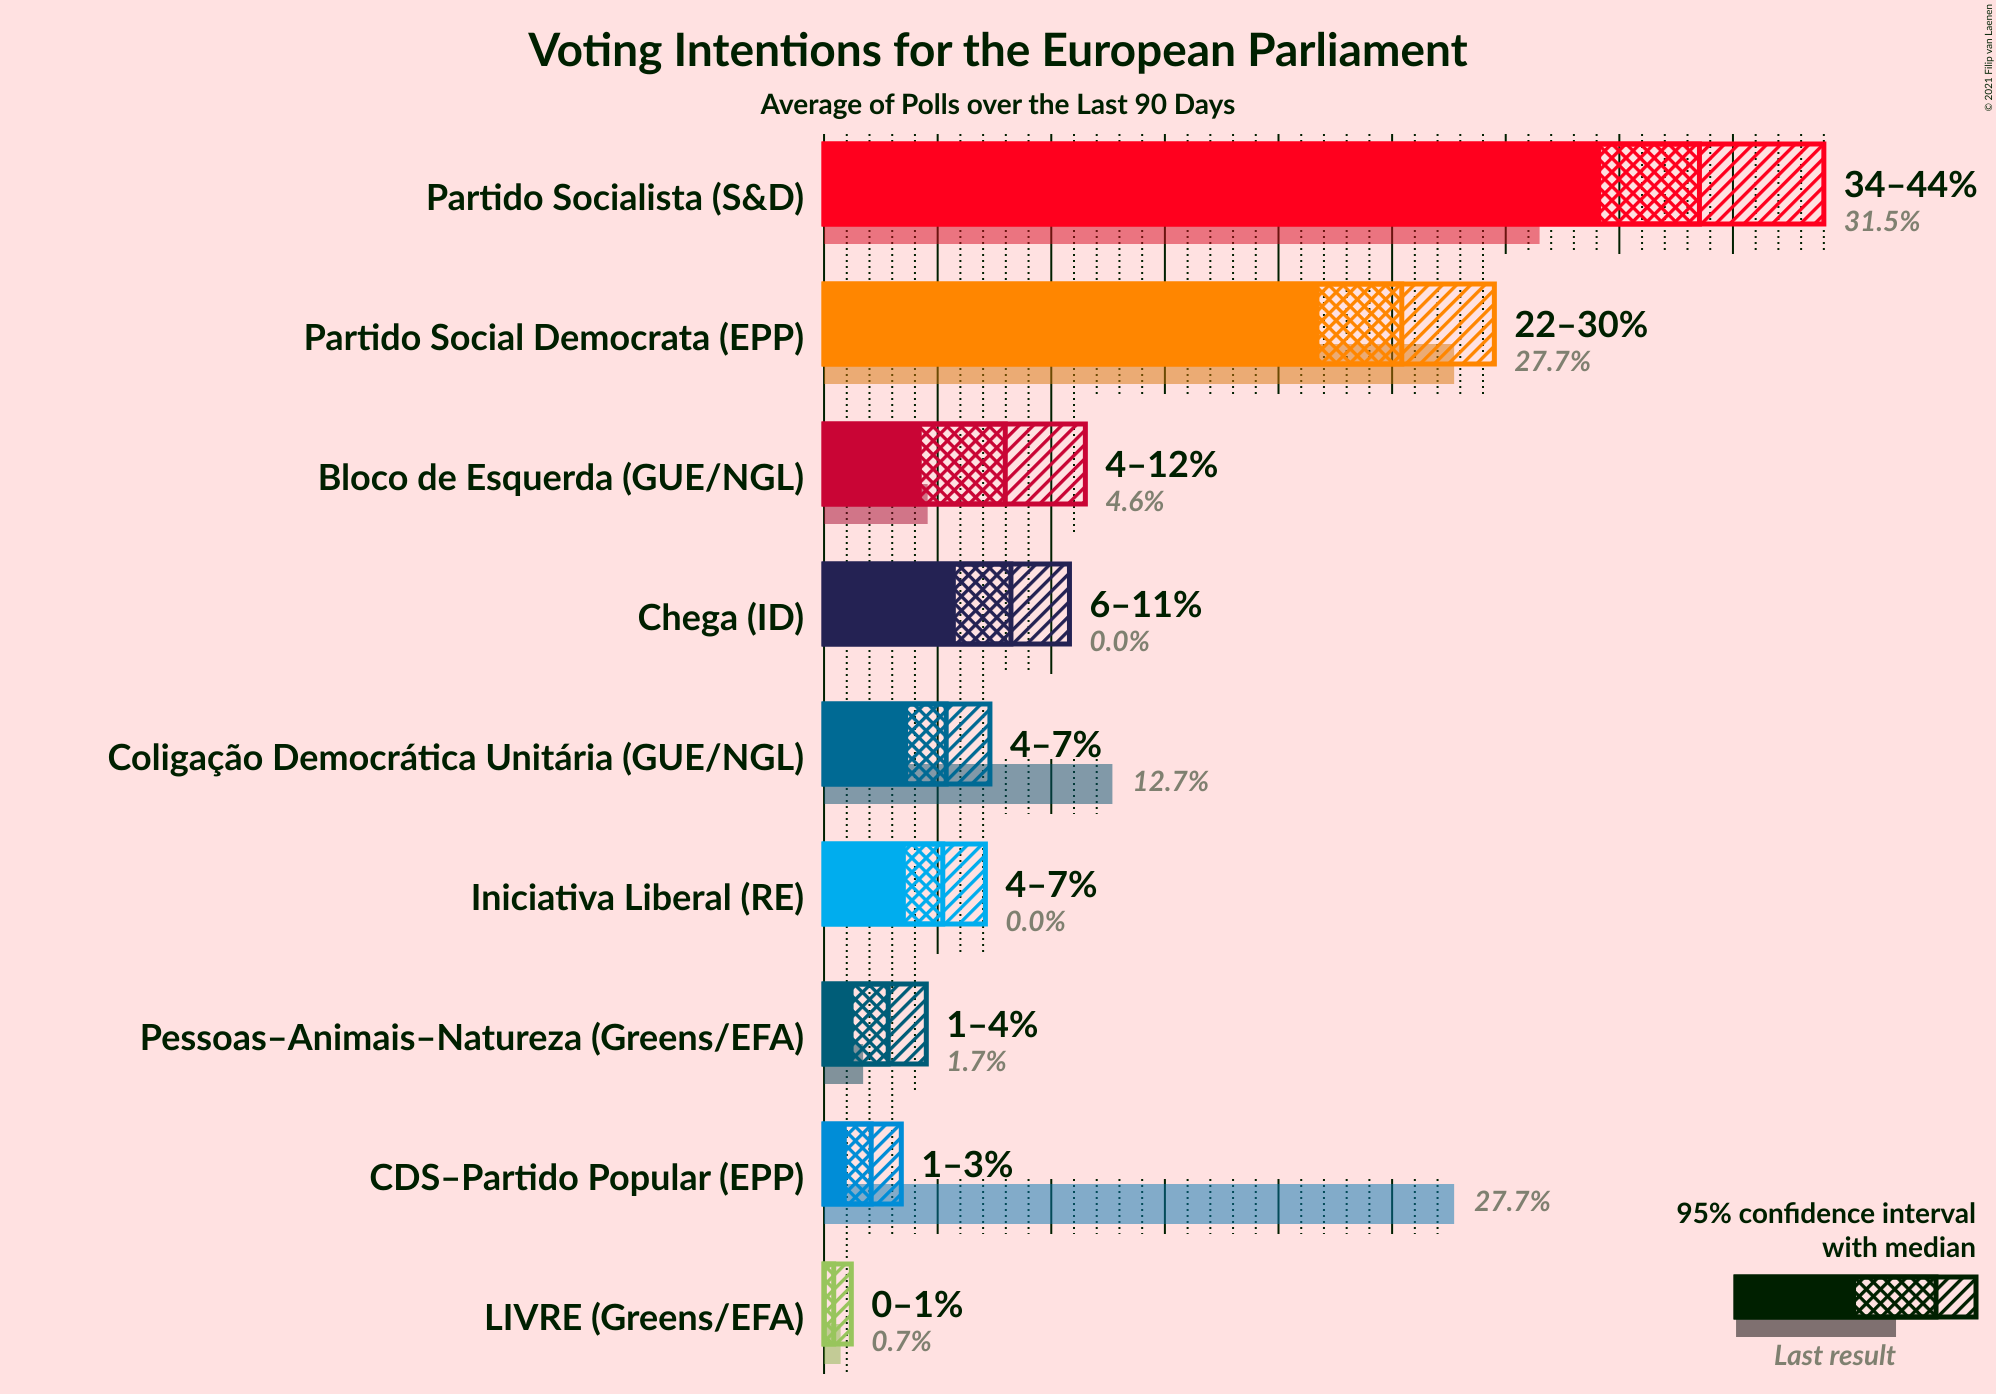 Voting Intentions for the European Parliament
Average of Polls over the Last 90 Days
© 2021 Filip van Laenen
Partido Socialista (S&D)
34–44%
31.5%
Partido Social Democrata (EPP)
22–30%
27.7%
Bloco de Esquerda (GUE/NGL)
4–12%
4.6%
Chega (ID)
6–11%
0.0%
Coligação Democrática Unitária (GUE/NGL)
4–7%
12.7%
Iniciativa Liberal (RE)
4–7%
0.0%
Pessoas–Animais–Natureza (Greens/EFA)
1–4%
1.7%
CDS–Partido Popular (EPP)
1–3%
27.7%
LIVRE (Greens/EFA)
0–1%
0.7%
95% confidence interval
with median
Last result